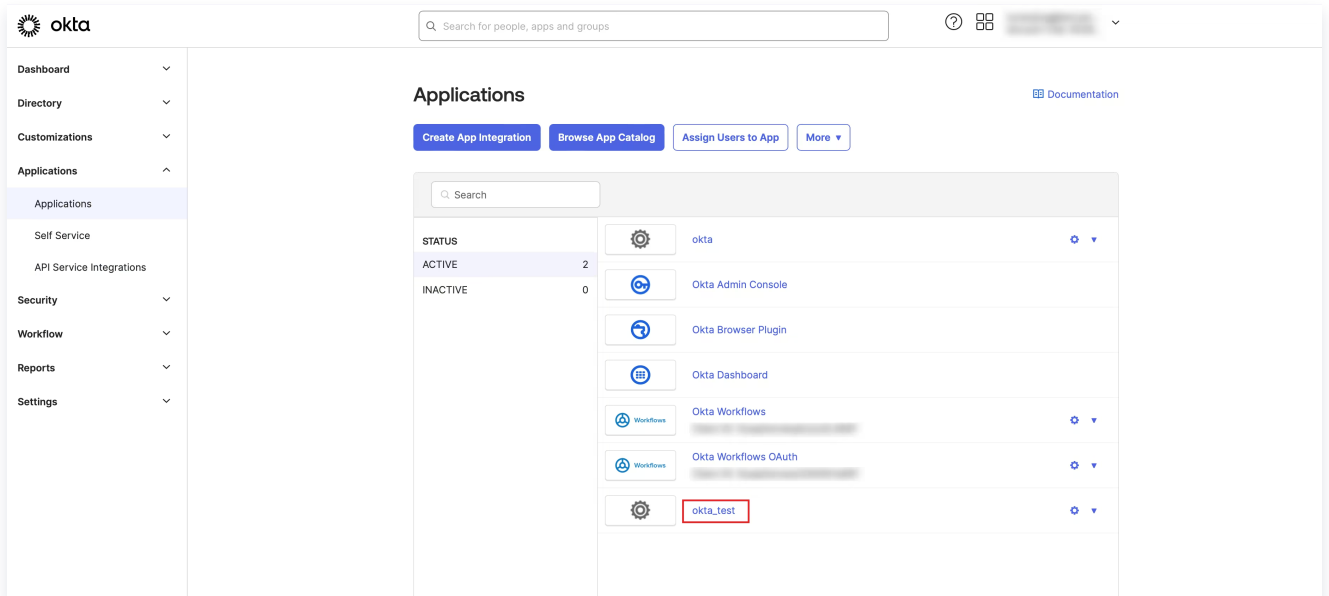 okta
Search for people, apps and groups
Dashboard
Directory
Customizations
Applications
Applications
Self Service
API Service Integrations
Security
Workflow
Reports
Settings
Applications
Documentation
Create App Integration
Browse App Catalog
Assign Users to App
More
Search
STATUS
ACTIVE 2
INACTIVE 0
okta
Okta Admin Console
Okta Browser Plugin
Okta Dashboard
Workflows
Okta Workflows
Workflows
Okta Workflows OAuth
okta_test